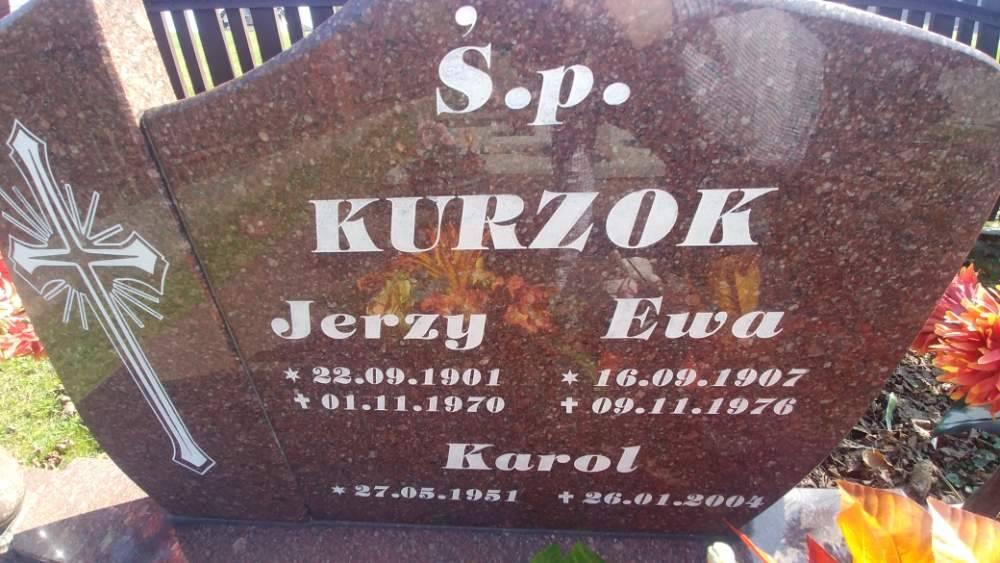 Ś.p.
KURZOK
Jerzy Ewa
* 22.09.1901 * 16.09.1907
✝ 01.11.1970 ✝ 09.11.1976
Karol
* 27.05.1951 ✝ 26.01.2004